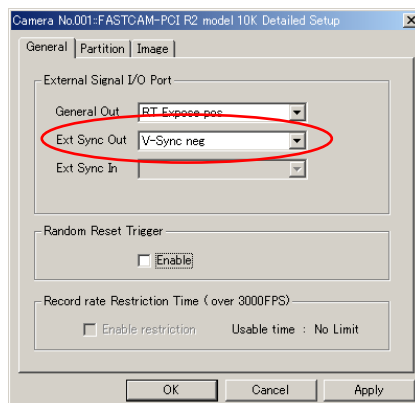 Camera No.001::FASTCAM-PCI R2 model 10K Detailed Setup
General Partition Image
External Signal I/O Port
General Out RT Expose pos
Ext Sync Out V-Sync neg
Ext Sync In
Random Reset Trigger
Enable
Record rate Restriction Time ( over 3000FPS)
Enable restriction Usable time : No Limit
OK Cancel Apply